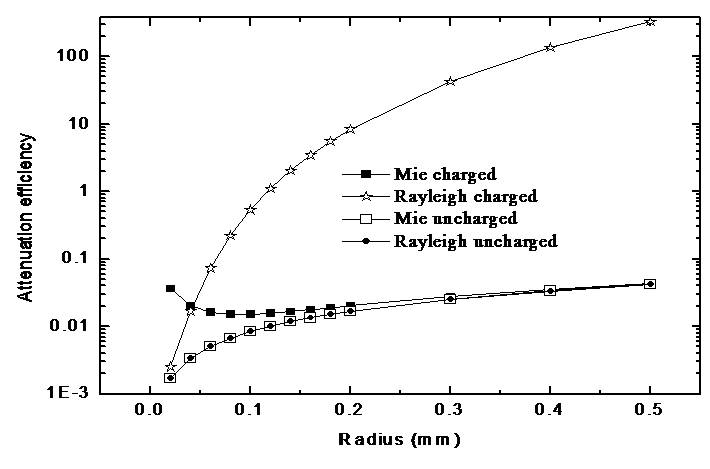 100
10
1
0.1
0.01
1E-3
Attenuation efficiency
Mie charged
Rayleigh charged
Mie uncharged
Rayleigh uncharged
0.0 0.1 0.2 0.3 0.4 0.5
Radius (mm)